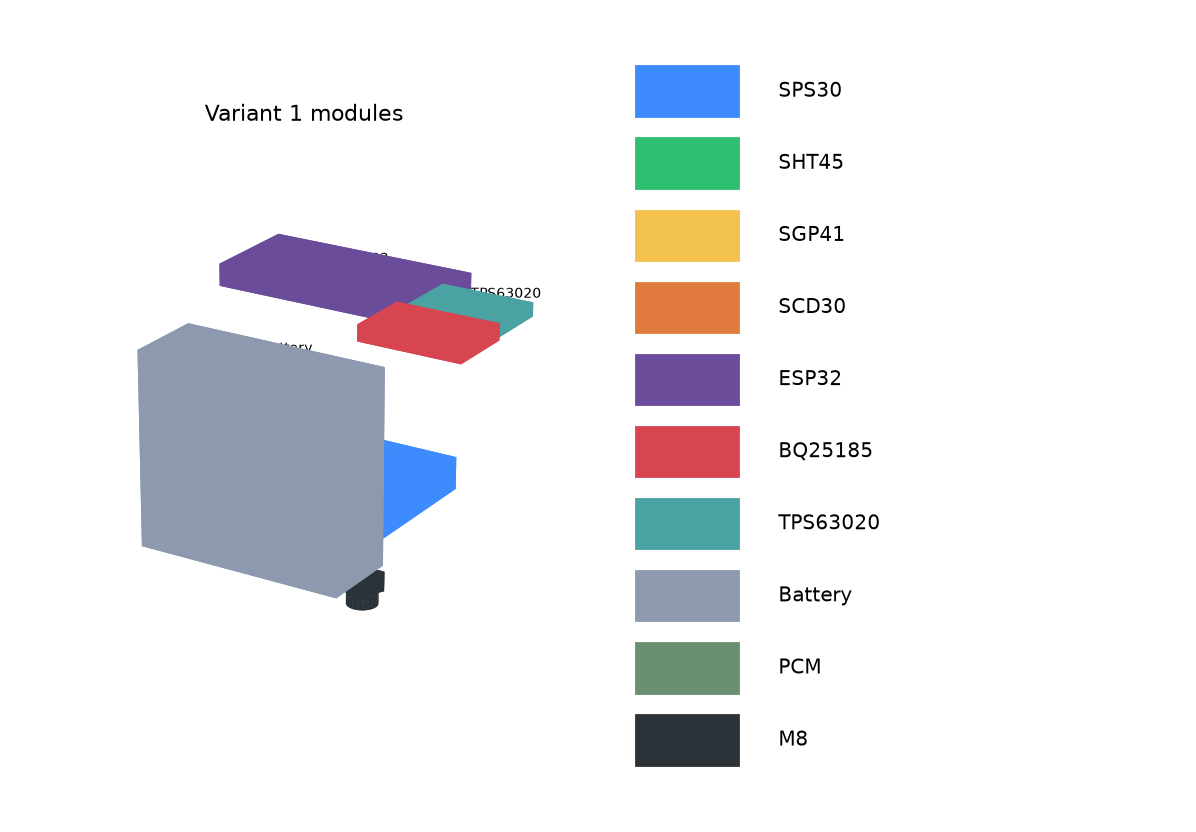 Variant 1 modules
TPS63020
SPS30
SHT45
SGP41
SCD30
ESP32
BQ25185
TPS63020
Battery
PCM
M8